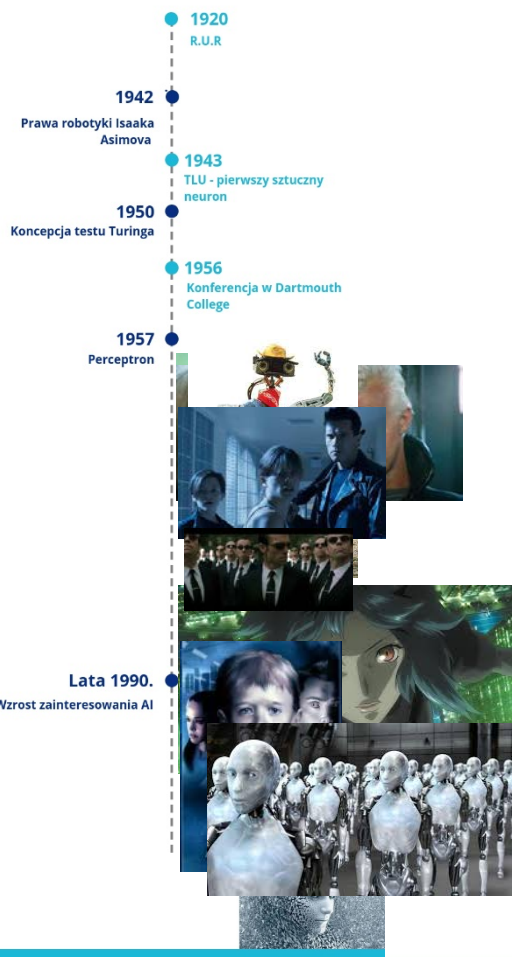 1920
R.U.R
1942
Prawa robotyki Isaaka
Asimova
1943
TLU - pierwszy sztuczny
neuron
1950
Koncepcja testu Turinga
1956
Konferencja w Dartmouth
College
1957
Perceptron
Lata 1990.
Wzrost zainteresowania AI